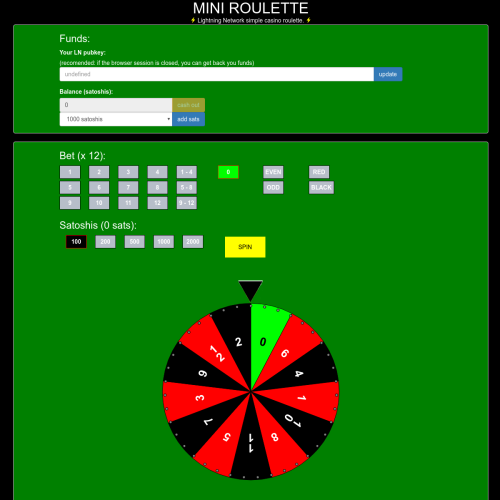 MINI ROULETTE
⚡ Lightning Network simple casino roulette. ⚡
Funds:
Your LN pubkey:
(recomended: if the browser session is closed, you can get back you funds)
undefined update
Balance (satoshis):
0 cash out
1000 satoshis add sats
Bet (x 12):
1 2 3 4 1 - 4 0 EVEN RED
5 6 7 8 5 - 8 ODD BLACK
9 10 11 12 9 - 12
Satoshis (0 sats):
100 200 500 1000 2000 SPIN
0
6
4
1
10
8
11
5
7
3
9
12
2